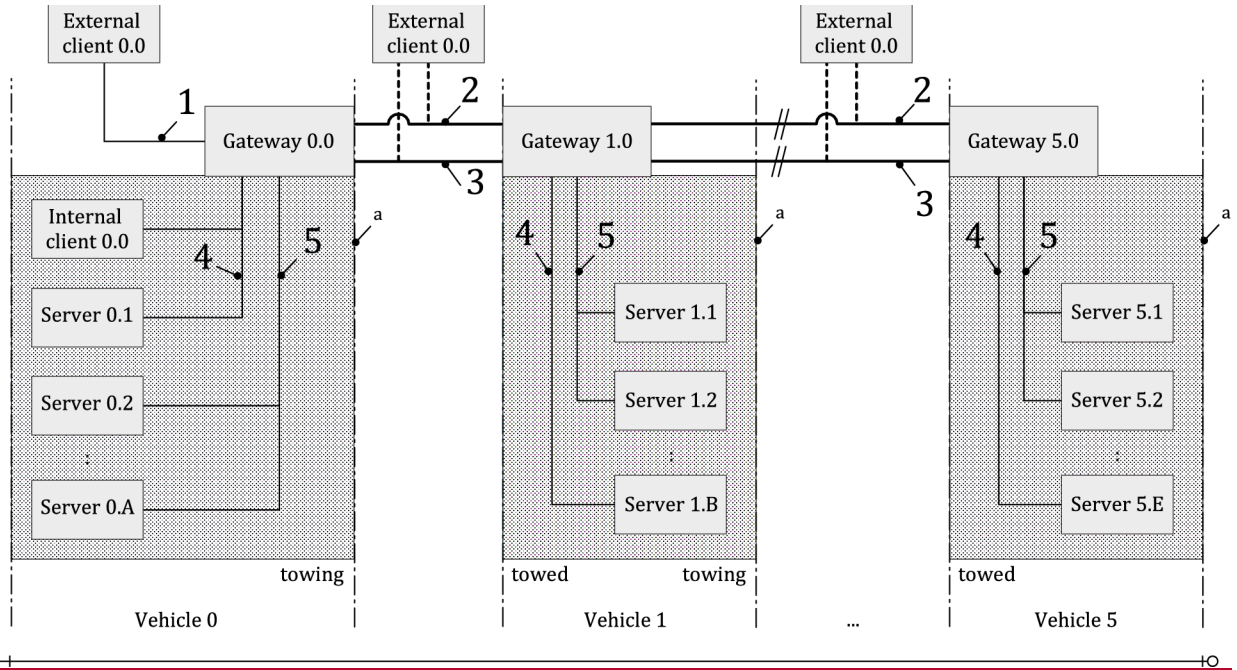 External
client 0.0
External
client 0.0
External
client 0.0
1
2
2
Gateway 0.0
Gateway 1.0
Gateway 5.0
3
3
Internal
client 0.0
a
a
a
4
5
4
5
4
5
Server 0.1
Server 1.1
Server 5.1
Server 0.2
Server 1.2
Server 5.2
:
:
:
Server 0.A
Server 1.B
Server 5.E
towing
towed
towing
towed
Vehicle 0
Vehicle 1
...
Vehicle 5